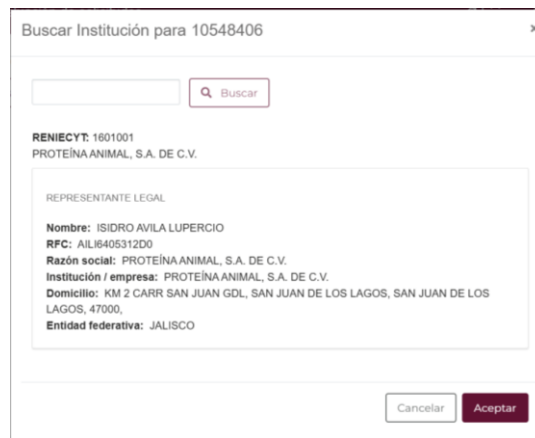 Buscar Institución para 10548406
Buscar
RENIECYT: 1601001
PROTEÍNA ANIMAL, S.A. DE C.V.
REPRESENTANTE LEGAL
Nombre: ISIDRO AVILA LUPERCIO
RFC: AILI6405312D0
Razón social: PROTEÍNA ANIMAL, S.A. DE C.V.
Institución / empresa: PROTEÍNA ANIMAL, S.A. DE C.V.
Domicilio: KM 2 CARR SAN JUAN GDL, SAN JUAN DE LOS LAGOS, SAN JUAN DE LOS
LAGOS, 47000,
Entidad federativa: JALISCO
Cancelar
Aceptar